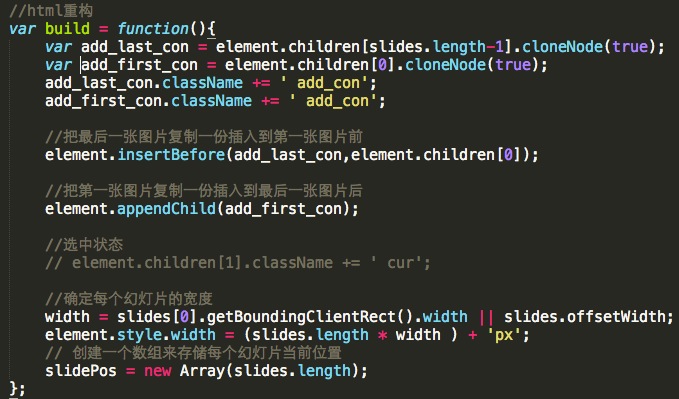 //html重构
var build = function(){
    var add_last_con = element.children[slides.length-1].cloneNode(true);
    var add_first_con = element.children[0].cloneNode(true);
    add_last_con.className += ' add_con';
    add_first_con.className += ' add_con';

    //把最后一张图片复制一份插入到第一张图片前
    element.insertBefore(add_last_con,element.children[0]);

    //把第一张图片复制一份插入到最后一张图片后
    element.appendChild(add_first_con);

    //选中状态
    // element.children[1].className += ' cur';

    //确定每个幻灯片的宽度
    width = slides[0].getBoundingClientRect().width || slides.offsetWidth;
    element.style.width = (slides.length * width ) + 'px';
    // 创建一个数组来存储每个幻灯片当前位置
    slidePos = new Array(slides.length);
};